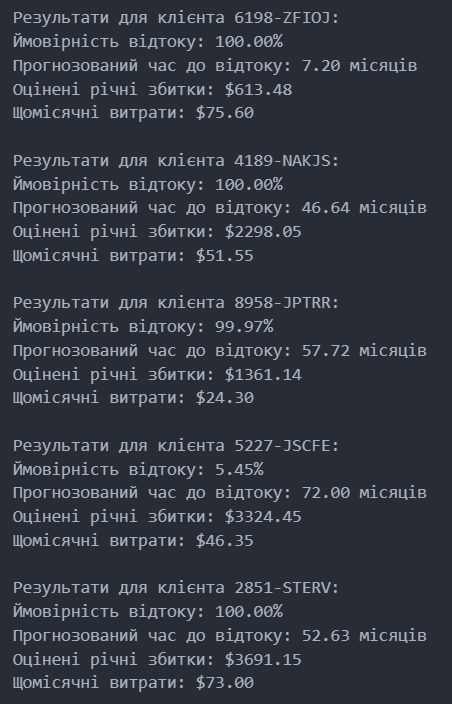 Результати для клієнта 6198-ZFIOJ:
Ймовірність відтоку: 100.00%
Прогнозований час до відтоку: 7.20 місяців
Оцінені річні збитки: $613.48
Щомісячні витрати: $75.60
Результати для клієнта 4189-NAKJS:
Ймовірність відтоку: 100.00%
Прогнозований час до відтоку: 46.64 місяців
Оцінені річні збитки: $2298.05
Щомісячні витрати: $51.55
Результати для клієнта 8958-JPTRR:
Ймовірність відтоку: 99.97%
Прогнозований час до відтоку: 57.72 місяців
Оцінені річні збитки: $1361.14
Щомісячні витрати: $24.30
Результати для клієнта 5227-JSCFE:
Ймовірність відтоку: 5.45%
Прогнозований час до відтоку: 72.00 місяців
Оцінені річні збитки: $3324.45
Щомісячні витрати: $46.35
Результати для клієнта 2851-STERV:
Ймовірність відтоку: 100.00%
Прогнозований час до відтоку: 52.63 місяців
Оцінені річні збитки: $3691.15
Щомісячні витрати: $73.00